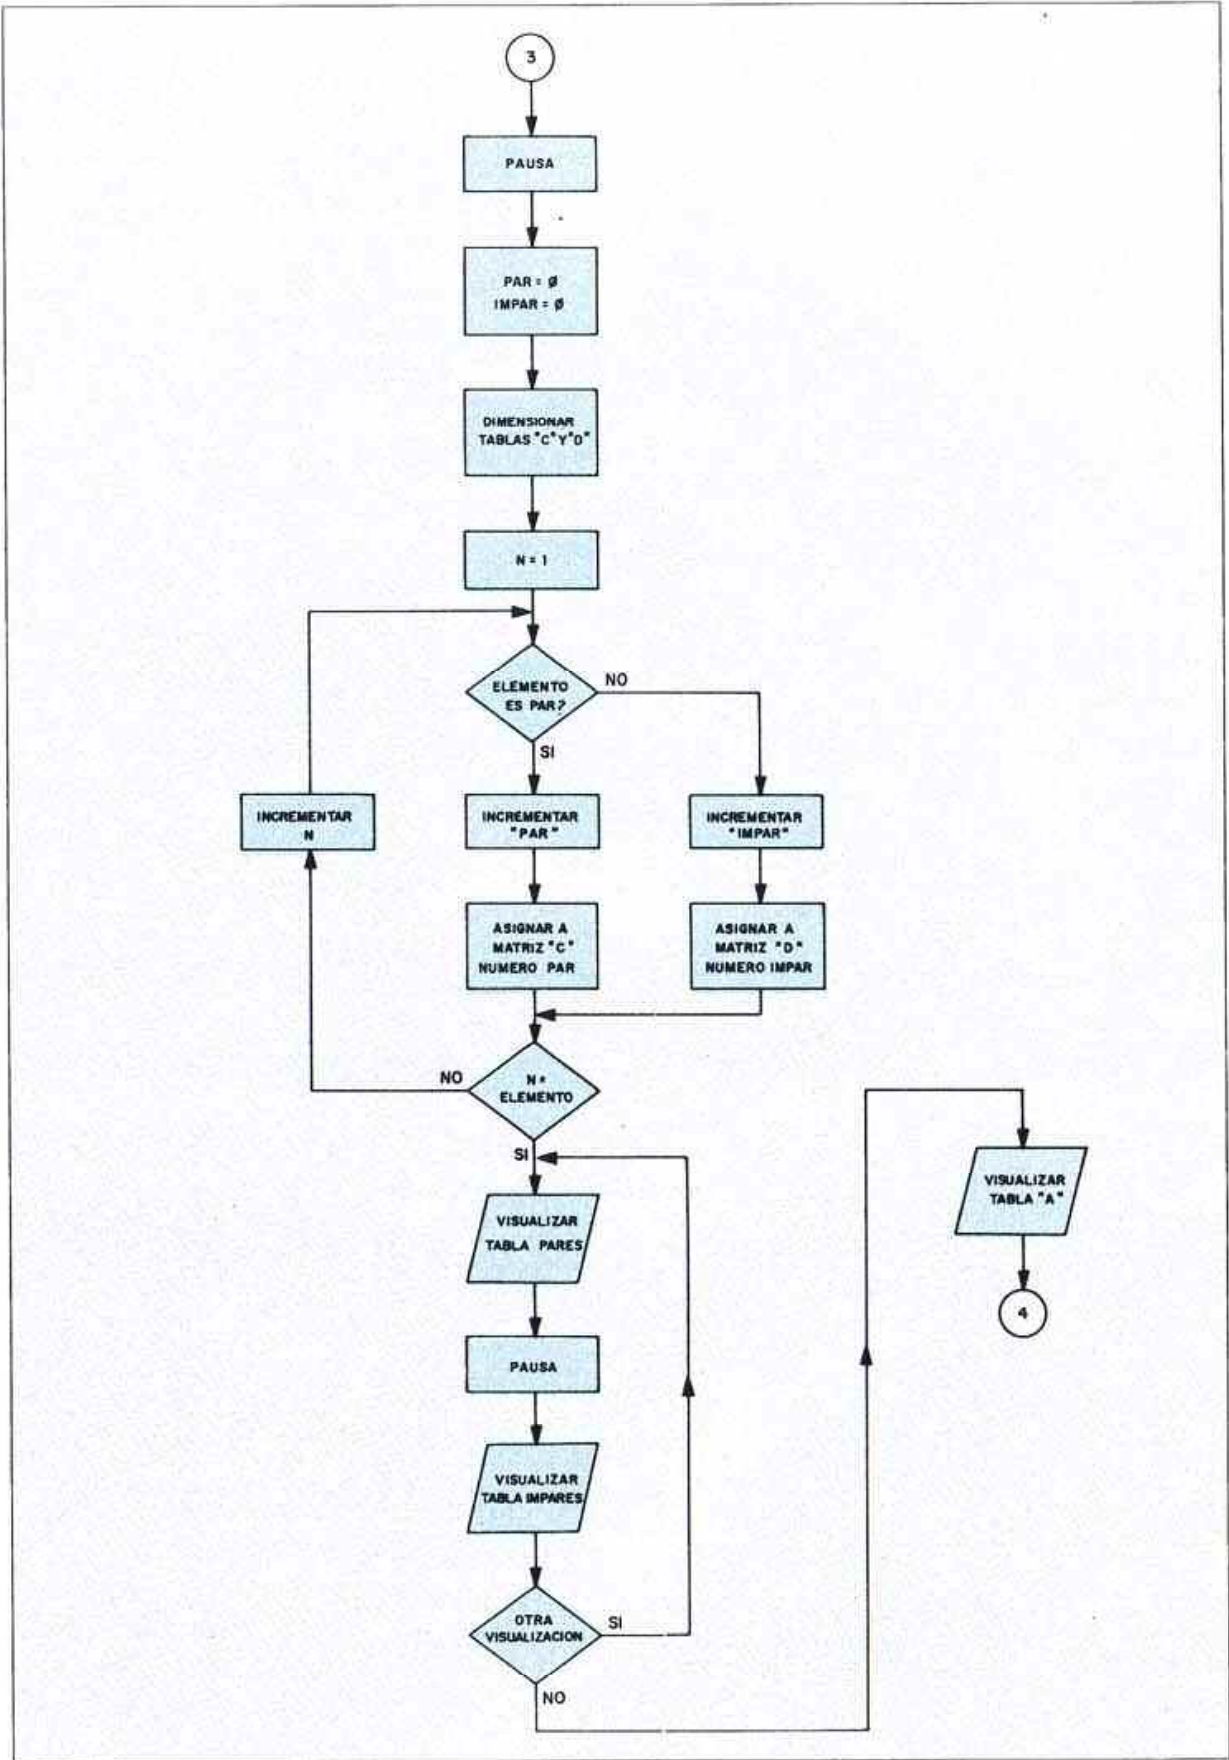 3
PAUSA
PAR = Ø
IMPAR = Ø
DIMENSIONAR
TABLAS "C" Y "D"
N = 1
ELEMENTO
ES PAR?
NO
SI
INCREMENTAR
N
INCREMENTAR
"PAR"
INCREMENTAR
"IMPAR"
ASIGNAR A
MATRIZ "C"
NUMERO PAR
ASIGNAR A
MATRIZ "D"
NUMERO IMPAR
NO
N =
ELEMENTO
SI
VISUALIZAR
TABLA PARES
PAUSA
VISUALIZAR
TABLA IMPARES
OTRA
VISUALIZACION
SI
NO
VISUALIZAR
TABLA "A"
4